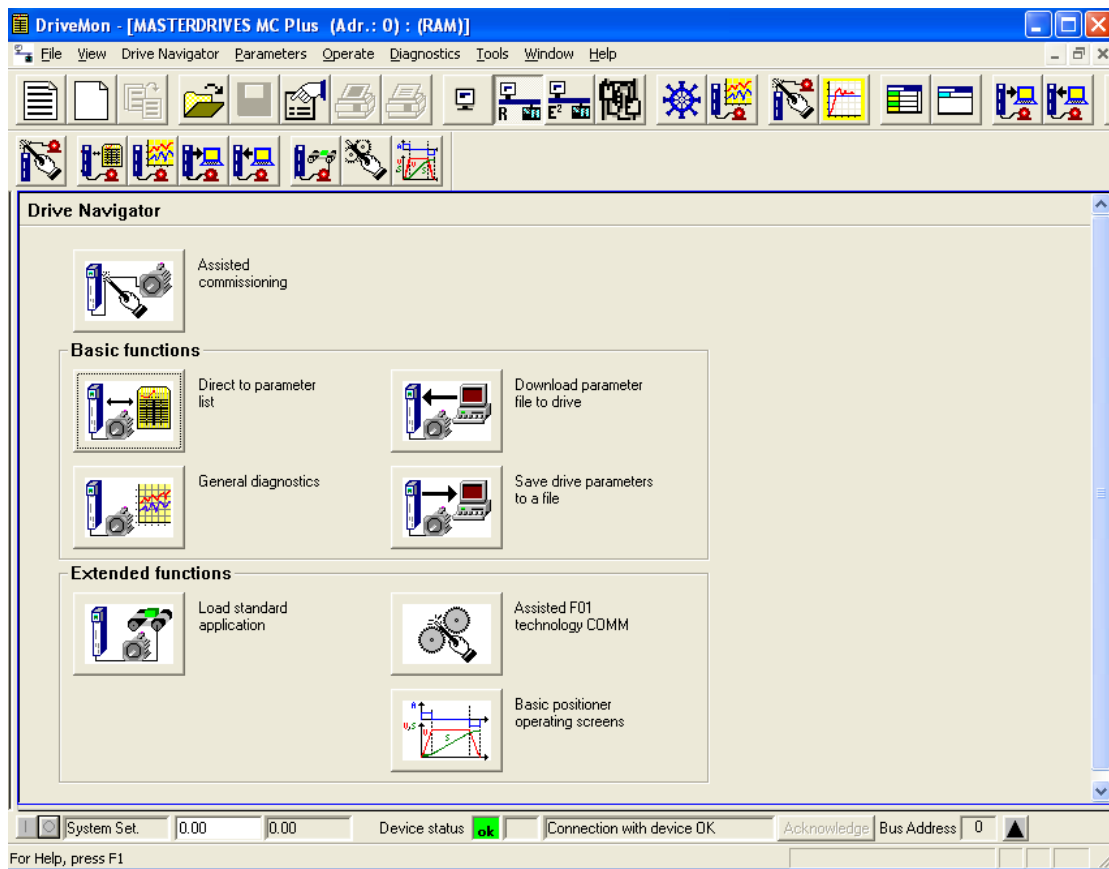 DriveMon - [MASTERDRIVES MC Plus (Adr.: 0) : (RAM)]
File View Drive Navigator Parameters Operate Diagnostics Tools Window Help
R E²
Drive Navigator
Assisted
commissioning
Basic functions
Direct to parameter
list
Download parameter
file to drive
General diagnostics
Save drive parameters
to a file
Extended functions
Load standard
application
Assisted F01
technology COMM
A
U,S
U
S
Basic positioner
operating screens
System Set. 0.00 0.00 Device status ok Connection with device OK Acknowledge Bus Address 0
For Help, press F1